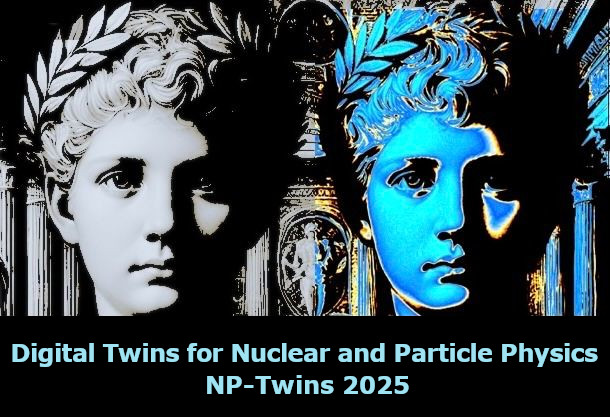 Digital Twins for Nuclear and Particle Physics
NP-Twins 2025